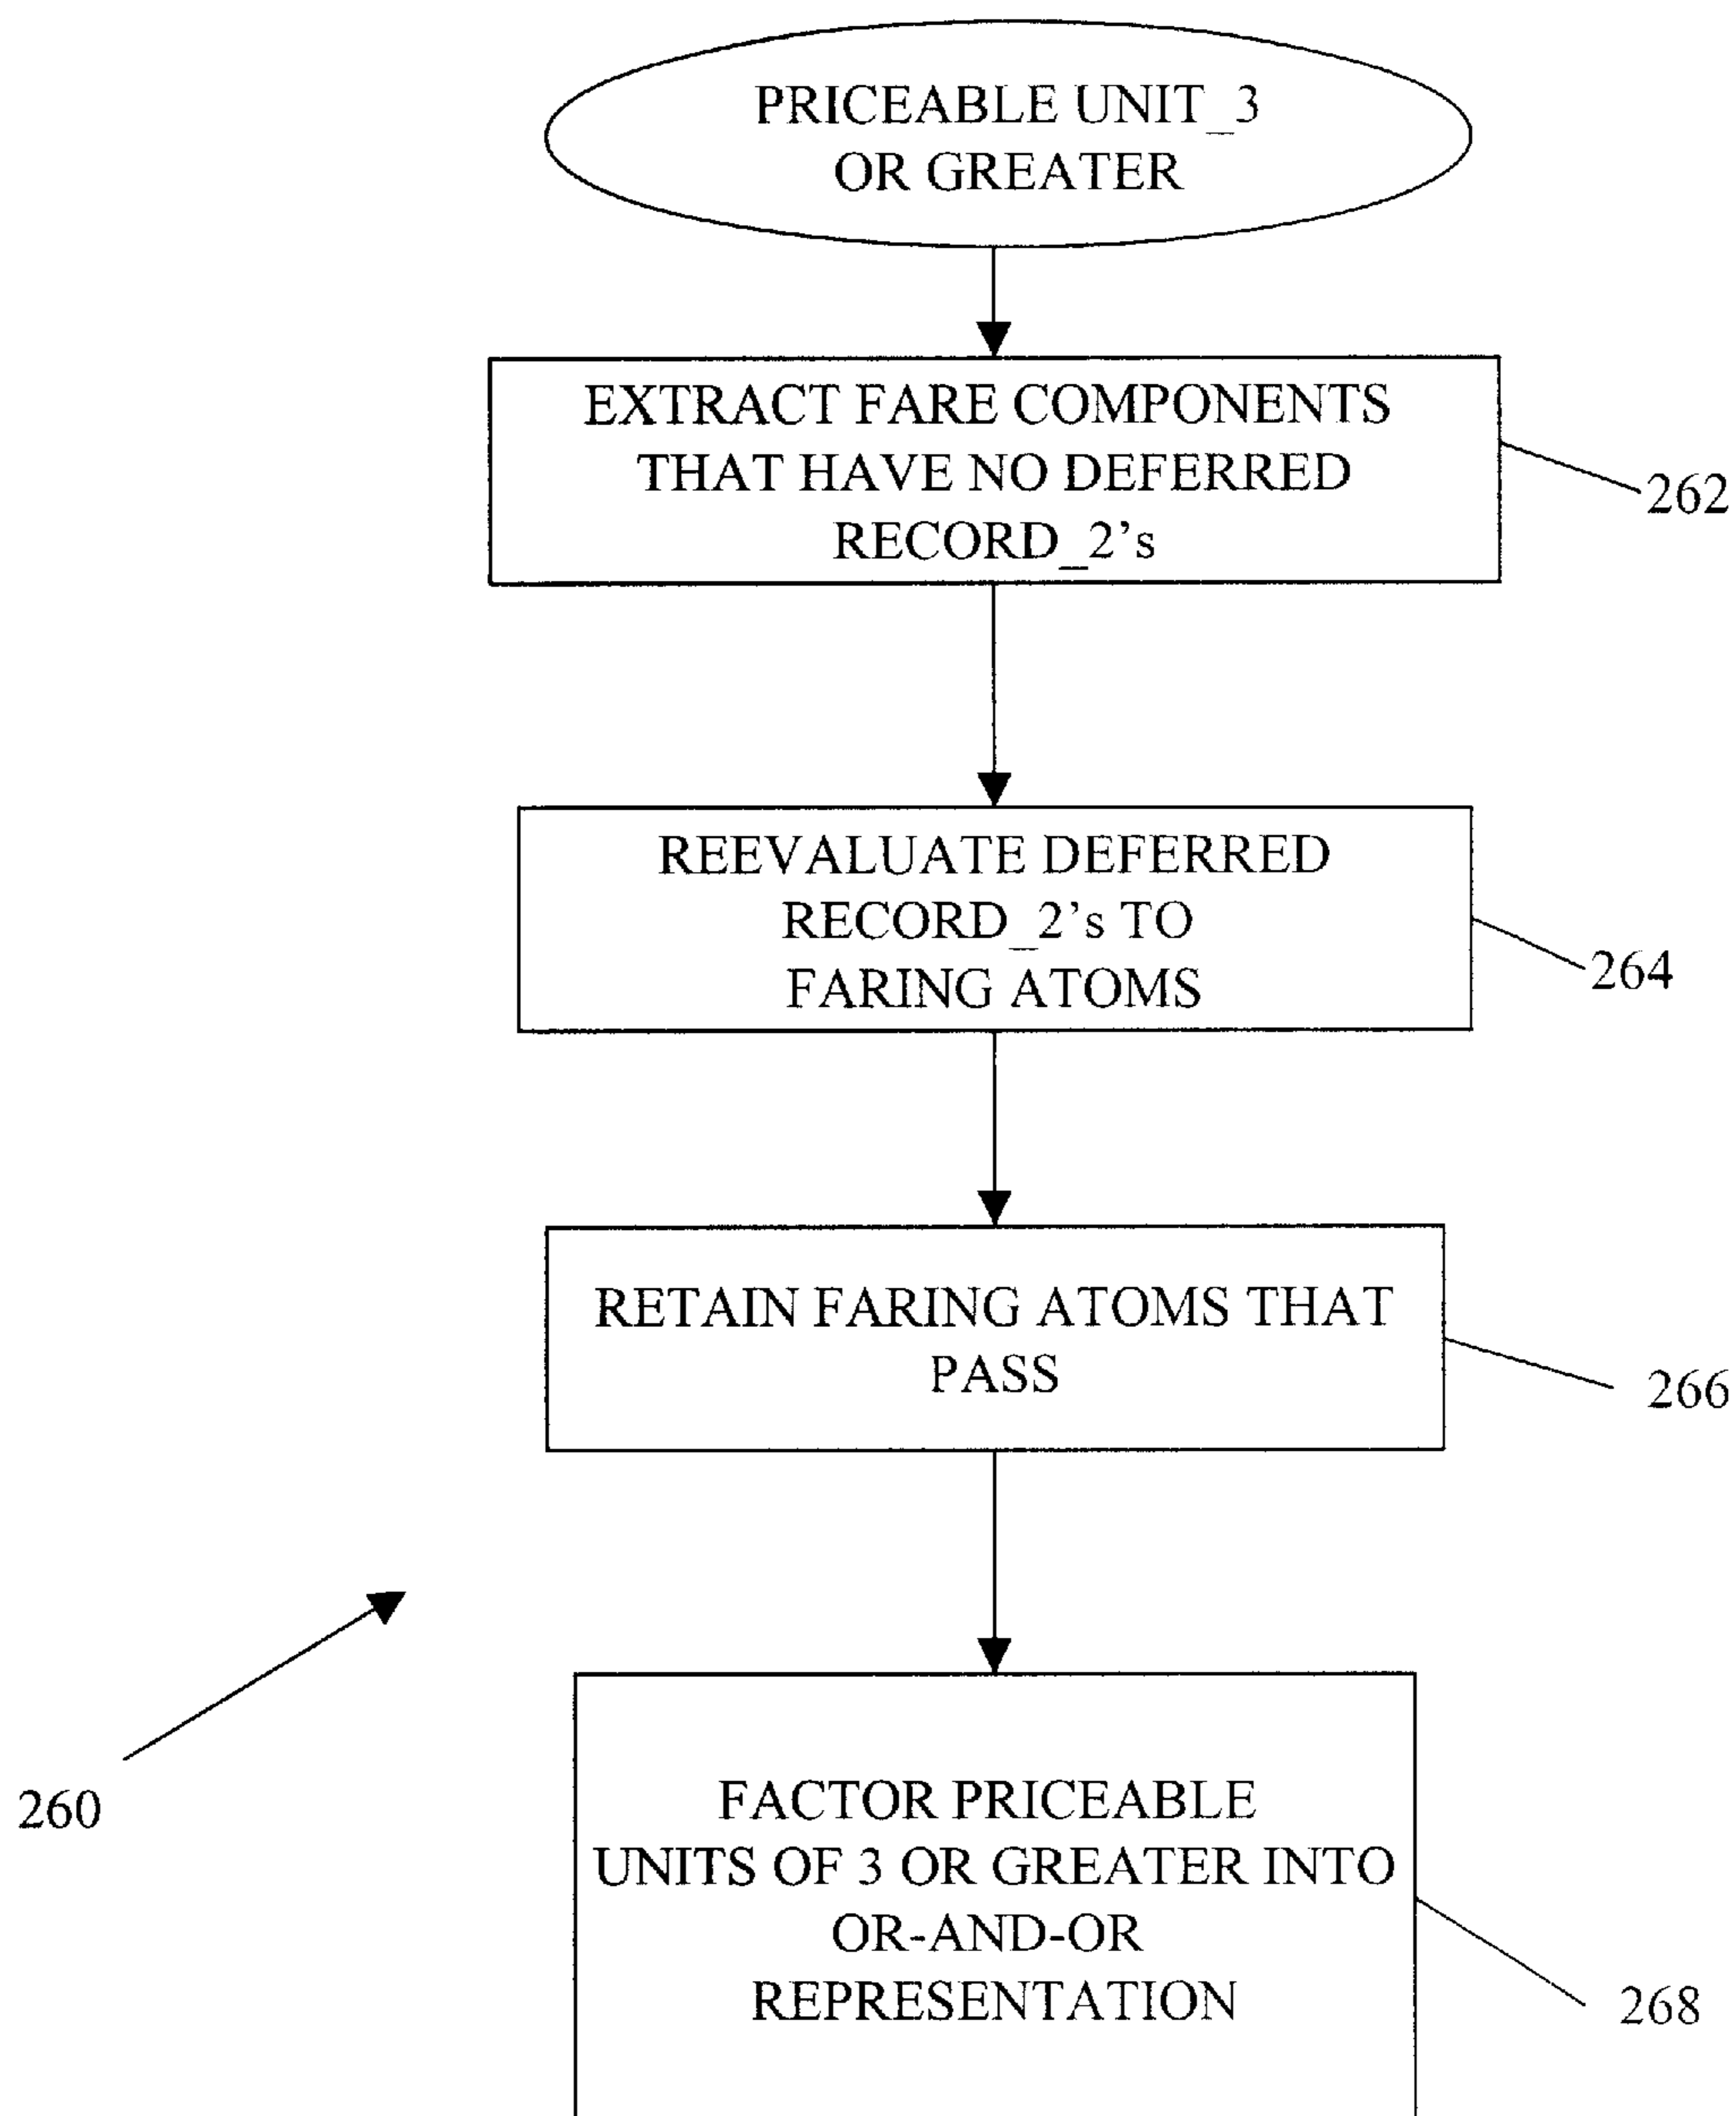 PRICEABLE UNIT_3
OR GREATER
EXTRACT FARE COMPONENTS
THAT HAVE NO DEFERRED
RECORD_2's
262
REEVALUATE DEFERRED
RECORD_2's TO
FARING ATOMS
264
RETAIN FARING ATOMS THAT
PASS
266
260
FACTOR PRICEABLE
UNITS OF 3 OR GREATER INTO
OR-AND-OR
REPRESENTATION
268